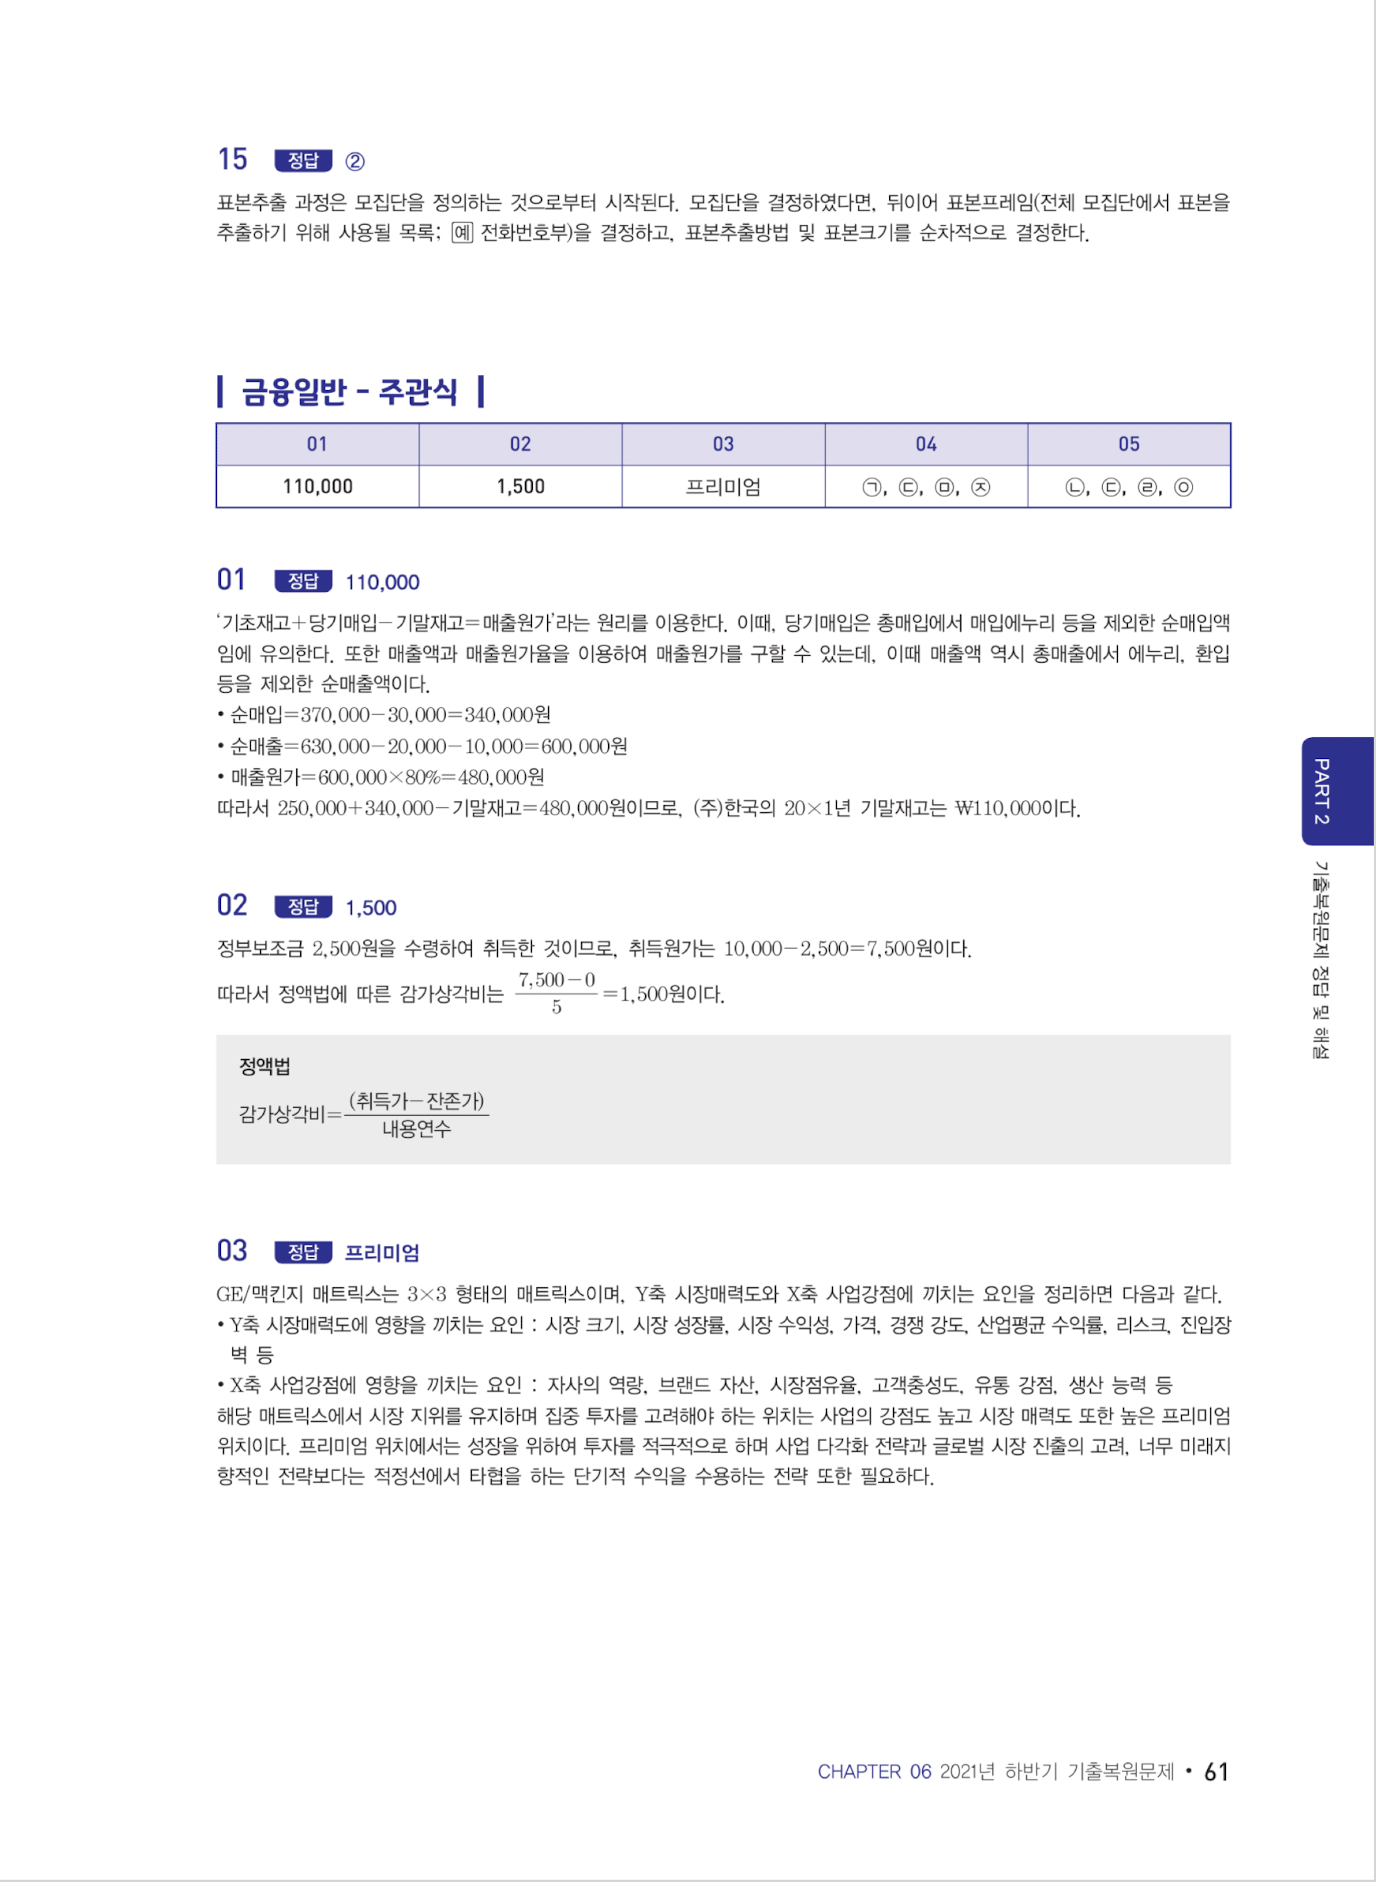 15 정답 ②
표본추출 과정은 모집단을 정의하는 것으로부터 시작된다. 모집단을 결정하였다면, 뒤이어 표본프레임(전체 모집단에서 표본을
추출하기 위해 사용될 목록; 예 전화번호부)을 결정하고, 표본추출방법 및 표본크기를 순차적으로 결정한다.
금융일반 - 주관식
01 02 03 04 05
110,000 1,500 프리미엄 ㉠, ㉢, ㉤, ㉨ ㉡, ㉢, ㉣, ㉧
01 정답 110,000
‘기초재고+당기매입-기말재고=매출원가’라는 원리를 이용한다. 이때, 당기매입은 총매입에서 매입에누리 등을 제외한 순매입액
임에 유의한다. 또한 매출액과 매출원가율을 이용하여 매출원가를 구할 수 있는데, 이때 매출액 역시 총매출에서 에누리, 환입
등을 제외한 순매출액이다.
• 순매입=370,000-30,000=340,000원
• 순매출=630,000-20,000-10,000=600,000원
• 매출원가=600,000×80%=480,000원
따라서 250,000+340,000-기말재고=480,000원이므로, (주)한국의 20×1년 기말재고는 ₩110,000이다.
02 정답 1,500
정부보조금 2,500원을 수령하여 취득한 것이므로, 취득원가는 10,000-2,500=7,500원이다.
따라서 정액법에 따른 감가상각비는 7,500-0
5 =1,500원이다.
정액법
감가상각비= (취득가-잔존가)
내용연수
03 정답 프리미엄
GE/맥킨지 매트릭스는 3×3 형태의 매트릭스이며, Y축 시장매력도와 X축 사업강점에 끼치는 요인을 정리하면 다음과 같다.
• Y축 시장매력도에 영향을 끼치는 요인 : 시장 크기, 시장 성장률, 시장 수익성, 가격, 경쟁 강도, 산업평균 수익률, 리스크, 진입장
벽 등
• X축 사업강점에 영향을 끼치는 요인 : 자사의 역량, 브랜드 자산, 시장점유율, 고객충성도, 유통 강점, 생산 능력 등
해당 매트릭스에서 시장 지위를 유지하며 집중 투자를 고려해야 하는 위치는 사업의 강점도 높고 시장 매력도 또한 높은 프리미엄
위치이다. 프리미엄 위치에서는 성장을 위하여 투자를 적극적으로 하며 사업 다각화 전략과 글로벌 시장 진출의 고려, 너무 미래지
향적인 전략보다는 적정선에서 타협을 하는 단기적 수익을 수용하는 전략 또한 필요하다.
PART 2
기출복원문제 정답 및 해설
CHAPTER 06 2021년 하반기 기출복원문제 • 61